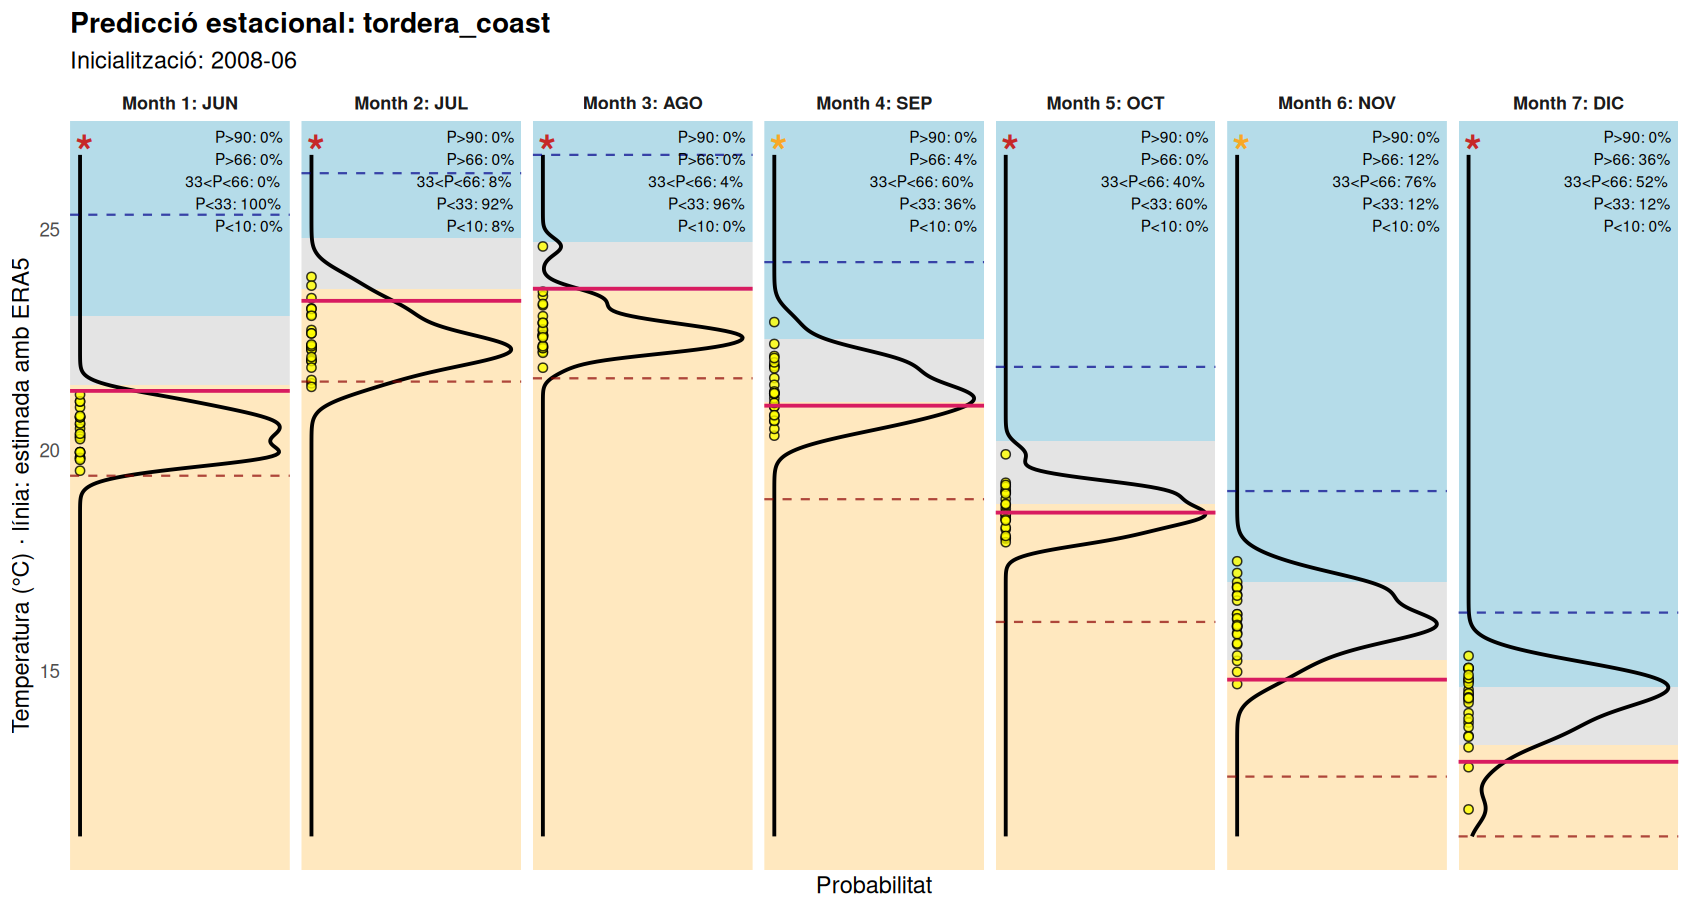 Predicció estacional: tordera_coast
Inicialització: 2008-06
Month 1: JUN
Month 2: JUL
Month 3: AGO
Month 4: SEP
Month 5: OCT
Month 6: NOV
Month 7: DIC
*
P>90: 0%
P>66: 0%
33<P<66: 0%
P<33: 100%
P<10: 0%
*
P>90: 0%
P>66: 0%
33<P<66: 8%
P<33: 92%
P<10: 8%
*
P>90: 0%
P>66: 0%
33<P<66: 4%
P<33: 96%
P<10: 0%
*
P>90: 0%
P>66: 4%
33<P<66: 60%
P<33: 36%
P<10: 0%
*
P>90: 0%
P>66: 0%
33<P<66: 40%
P<33: 60%
P<10: 0%
*
P>90: 0%
P>66: 12%
33<P<66: 76%
P<33: 12%
P<10: 0%
*
P>90: 0%
P>66: 36%
33<P<66: 52%
P<33: 12%
P<10: 0%
25
20
15
Temperatura (°C) · línia: estimada amb ERA5
Probabilitat